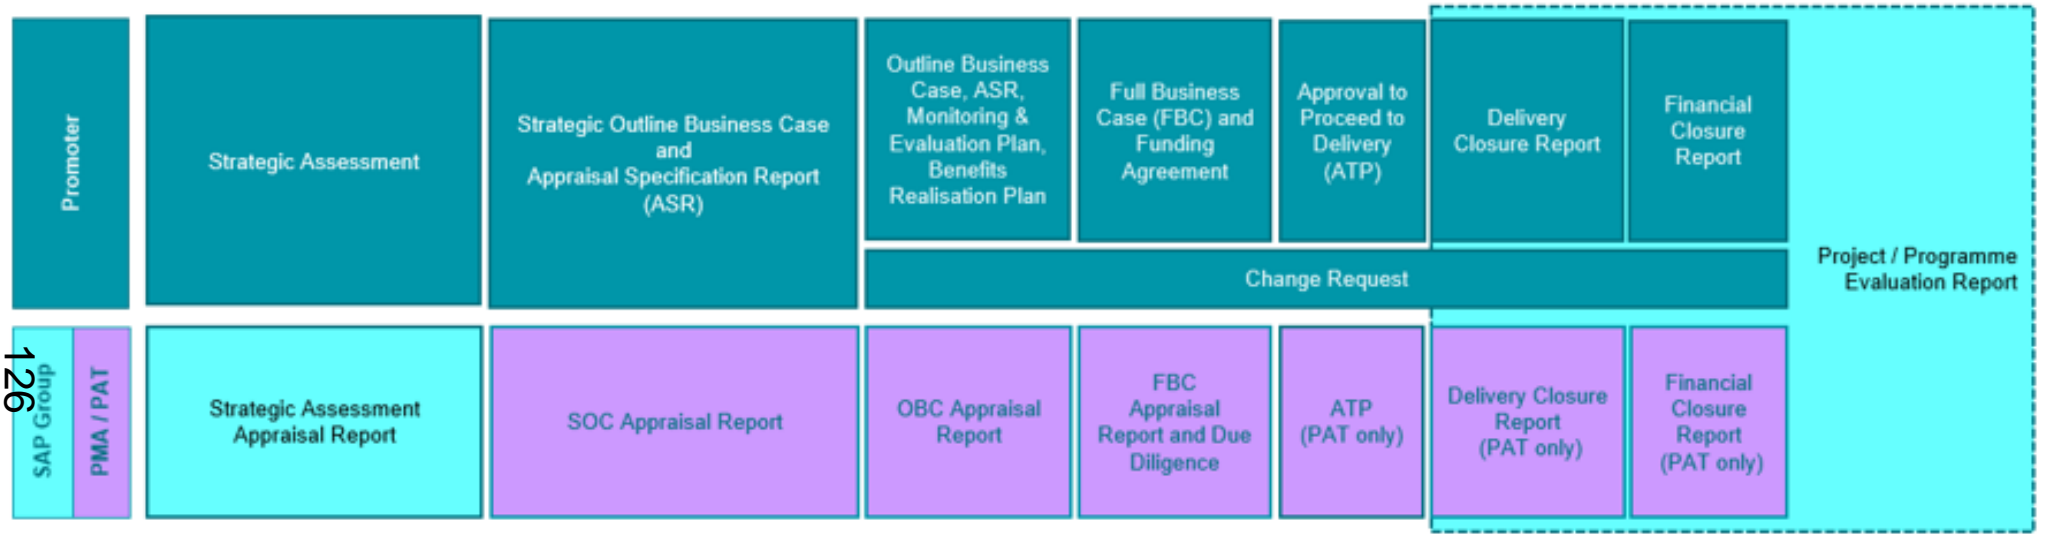 Promoter
Strategic Assessment
Strategic Outline Business Case
and
Appraisal Specification Report
(ASR)
Outline Business
Case, ASR,
Monitoring &
Evaluation Plan,
Benefits
Realisation Plan
Full Business
Case (FBC) and
Funding
Agreement
Approval to
Proceed to
Delivery
(ATP)
Delivery
Closure Report
Financial
Closure
Report
Change Request
Project / Programme
Evaluation Report
126
SAP Group
PMA / PAT
Strategic Assessment
Appraisal Report
SOC Appraisal Report
OBC Appraisal
Report
FBC
Appraisal
Report and Due
Diligence
ATP
(PAT only)
Delivery Closure
Report
(PAT only)
Financial
Closure
Report
(PAT only)